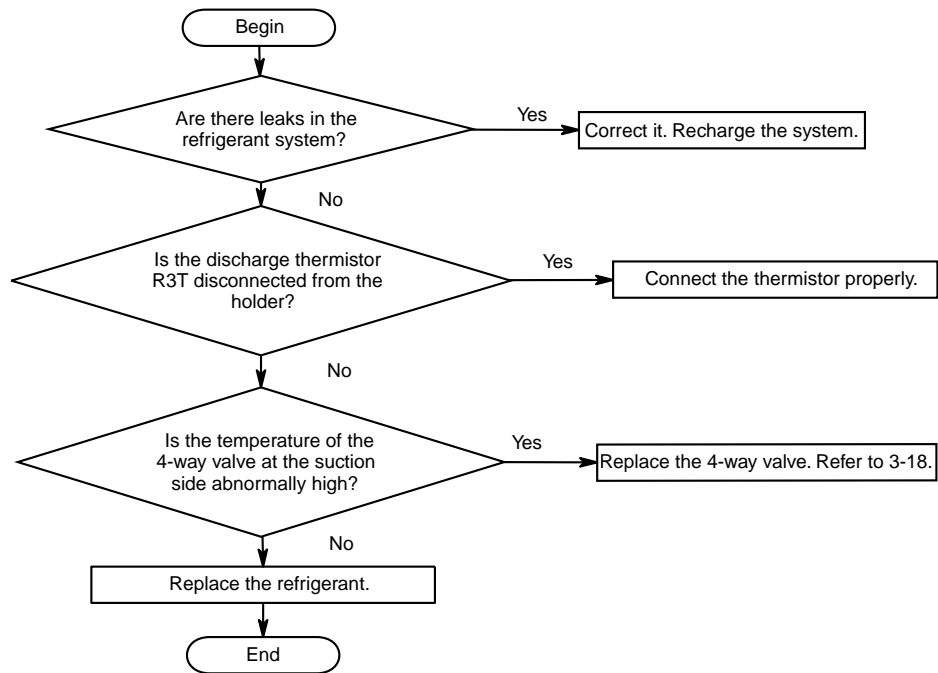 Begin
Are there leaks in the
refrigerant system?
Yes
Correct it. Recharge the system.
No
Is the discharge thermistor
R3T disconnected from the
holder?
Yes
Connect the thermistor properly.
No
Is the temperature of the
4-way valve at the suction
side abnormally high?
Yes
Replace the 4-way valve. Refer to 3-18.
No
Replace the refrigerant.
End